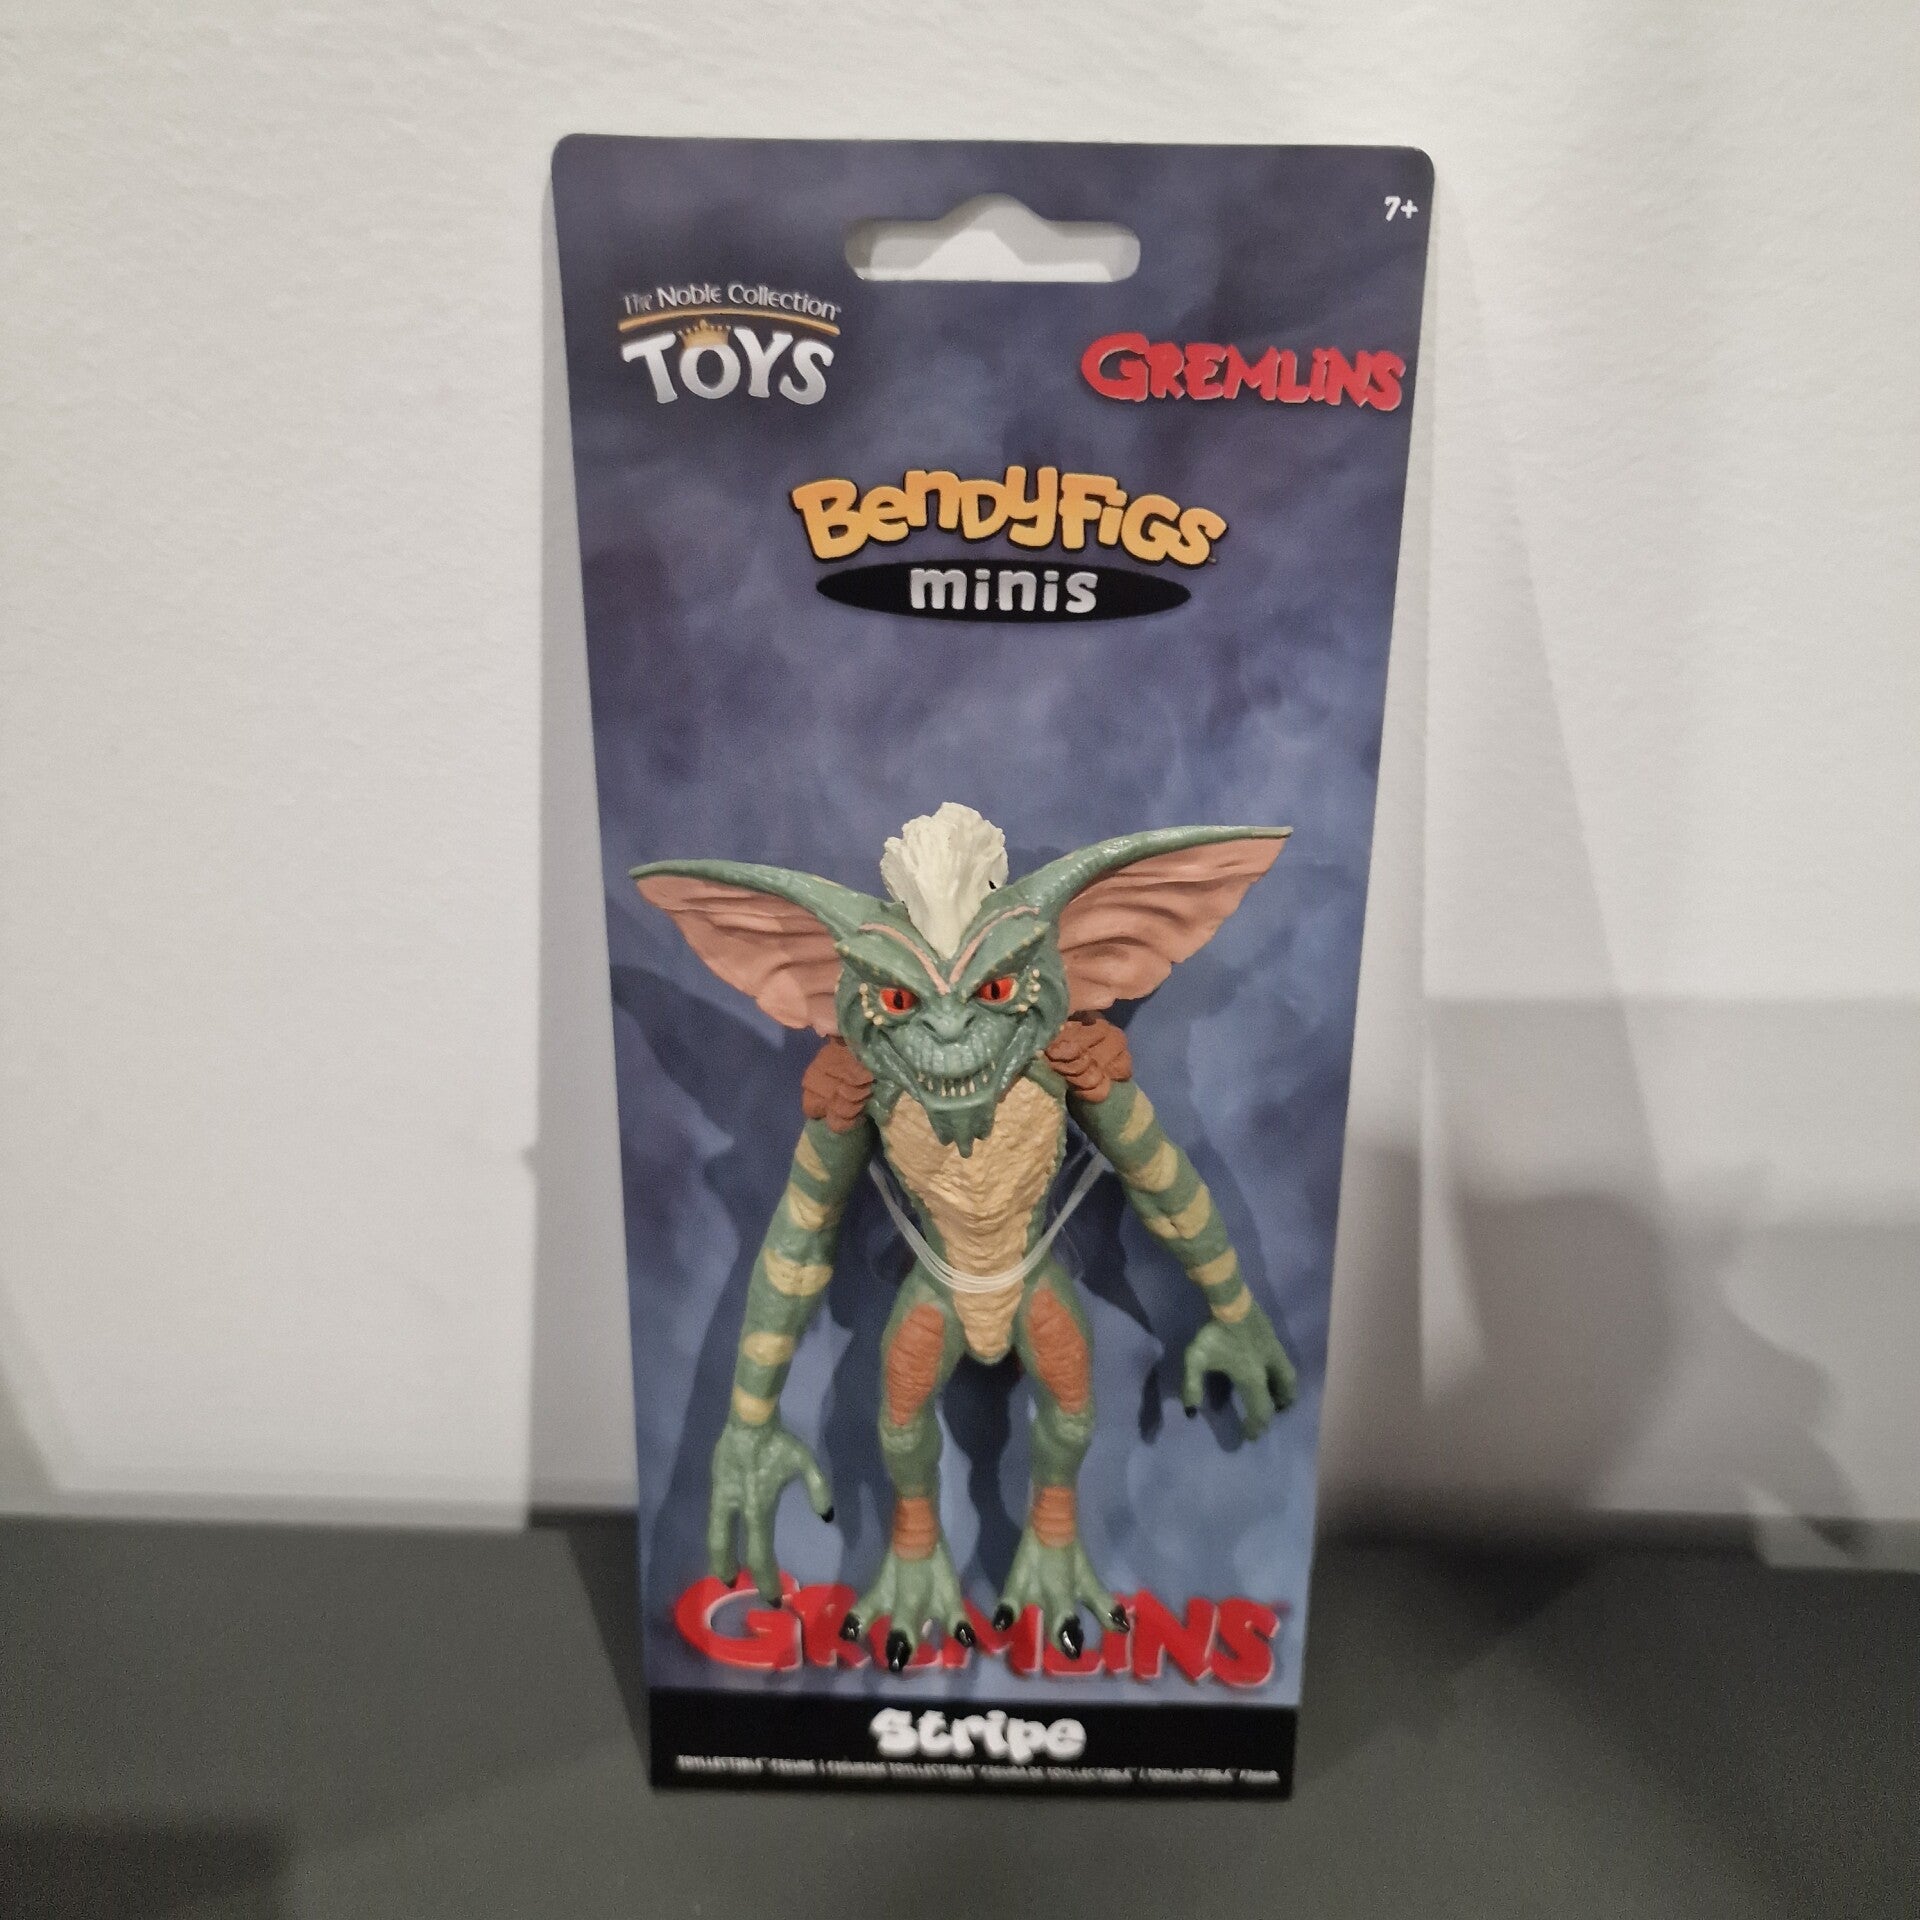 7+
The Noble Collection
TOYS
GREMLINS
BENDYFIGS
minis
GREMLINS
Stripe